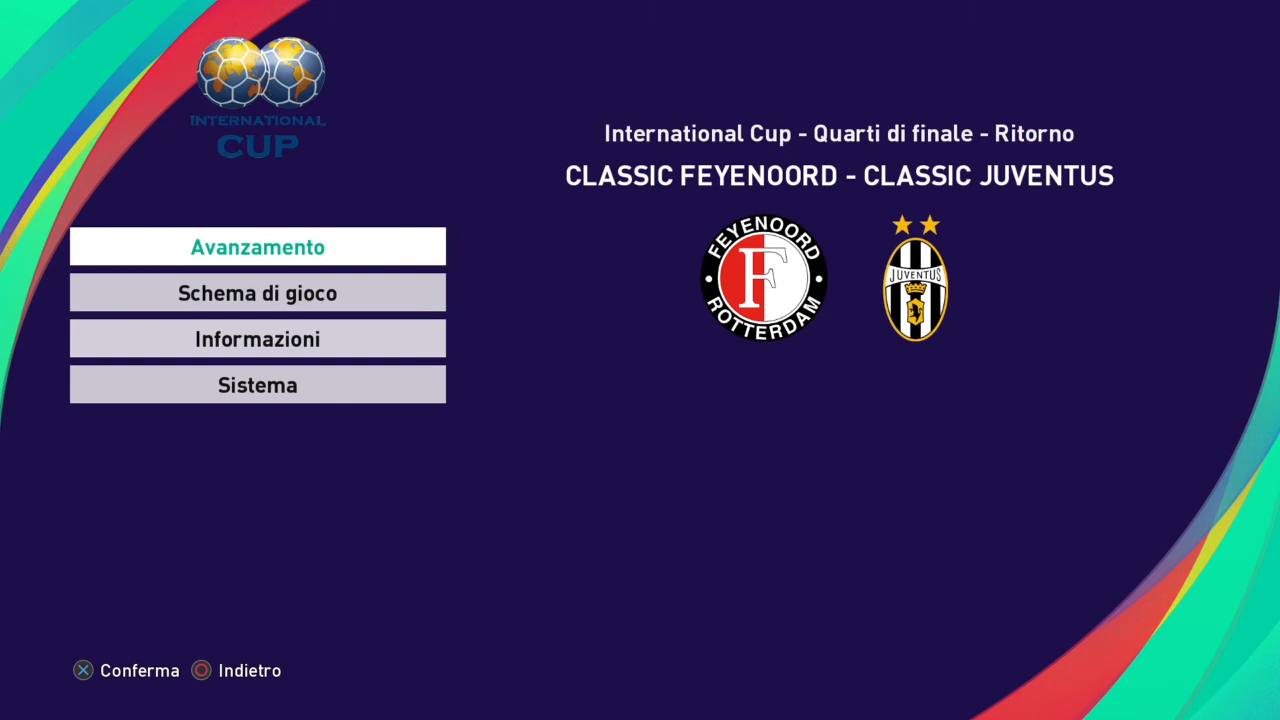 INTERNATIONAL
CUP
International Cup - Quarti di finale - Ritorno
CLASSIC FEYENOORD - CLASSIC JUVENTUS
FEYENOORD
F
ROTTERDAM
JUVENTUS
Avanzamento
Schema di gioco
Informazioni
Sistema
Conferma
Indietro